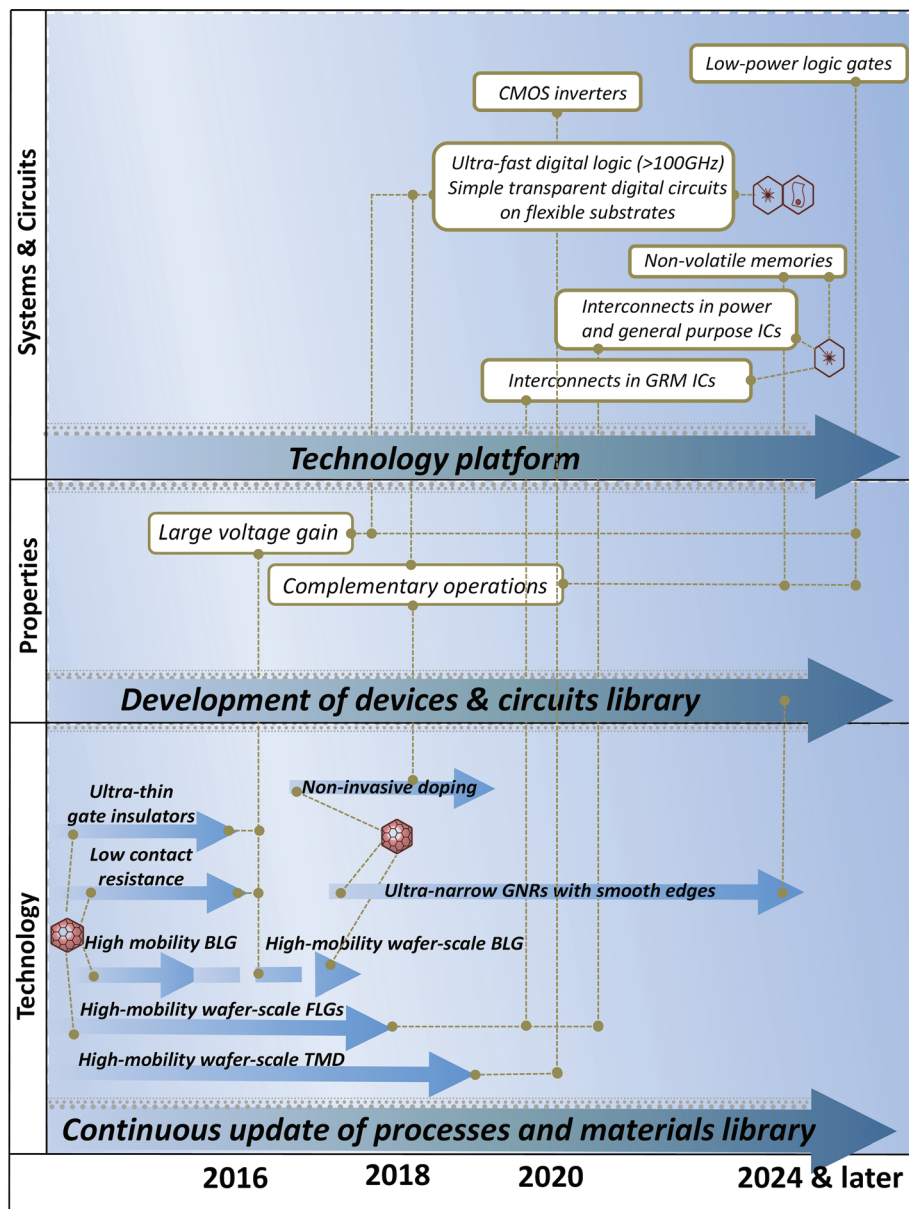 Systems & Circuits
Low-power logic gates
CMOS inverters
Ultra-fast digital logic (>100GHz)
Simple transparent digital circuits
on flexible substrates
Non-volatile memories
Interconnects in power
and general purpose ICs
Interconnects in GRM ICs
Technology platform
Properties
Large voltage gain
Complementary operations
Development of devices & circuits library
Technology
Non-invasive doping
Ultra-thin
gate insulators
Low contact
resistance
Ultra-narrow GNRs with smooth edges
High mobility BLG
High-mobility wafer-scale BLG
High-mobility wafer-scale FLGs
High-mobility wafer-scale TMD
Continuous update of processes and materials library
2016
2018
2020
2024 & later